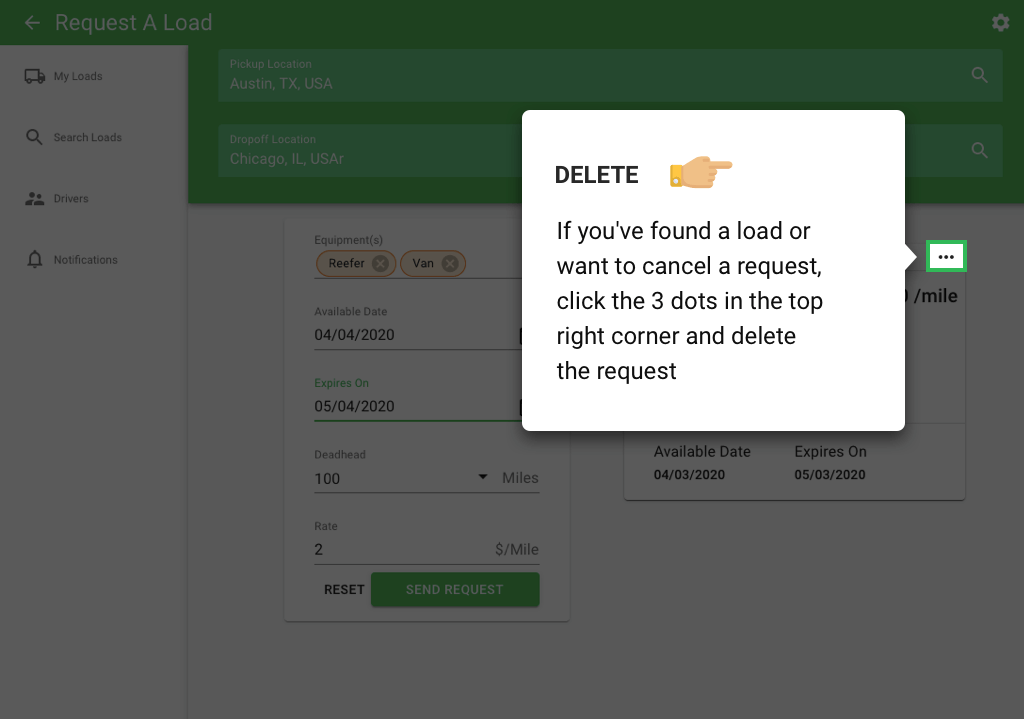 Request A Load
My Loads
Search Loads
Drivers
Notifications
Pickup Location
Austin, TX, USA
Dropoff Location
Chicago, IL, USAr
Equipment(s)
Reefer
Van
Available Date
04/04/2020
Expires On
05/04/2020
Deadhead
100
Miles
Rate
2
$/Mile
RESET
SEND REQUEST
DELETE
If you've found a load or
want to cancel a request,
click the 3 dots in the top
right corner and delete
the request
/mile
Available Date
Expires On
04/03/2020
05/03/2020